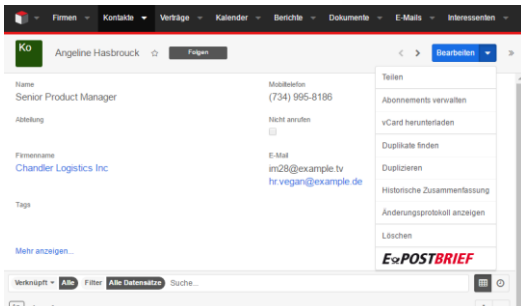 Firmen Kontakte Verträge Kalender Berichte Dokumente E-Mails Interessenten
Ko Angeline Hasbrouck Folgen Bearbeiten
Name
Senior Product Manager
Mobiltelefon
(734) 995-8186
Abteilung
Nicht anrufen
Firmenname
Chandler Logistics Inc
E-Mail
im28@example.tv
hr.vegan@example.de
Tags
Mehr anzeigen...
Teilen
Abonnements verwalten
vCard herunterladen
Duplikate finden
Duplizieren
Historische Zusammenfassung
Änderungsprotokoll anzeigen
Löschen
E POSTBRIEF
Verknüpft Alle Filter Alle Datensätze Suche...